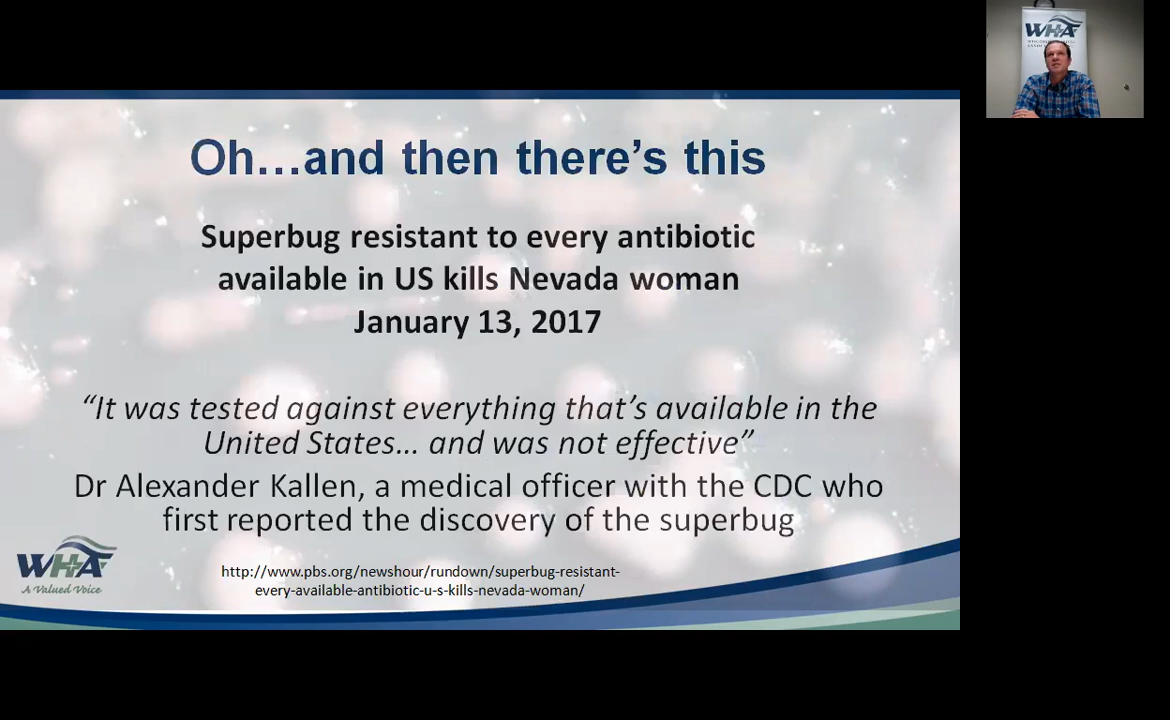 Oh...and then there's this
Superbug resistant to every antibiotic
available in US kills Nevada woman
January 13, 2017
“It was tested against everything that's available in the
United States... and was not effective”
Dr Alexander Kallen, a medical officer with the CDC who
first reported the discovery of the superbug
WHA
A Valued Voice
http://www.pbs.org/newshour/rundown/superbug-resistant-
every-available-antibiotic-u-s-kills-nevada-woman/
WHA